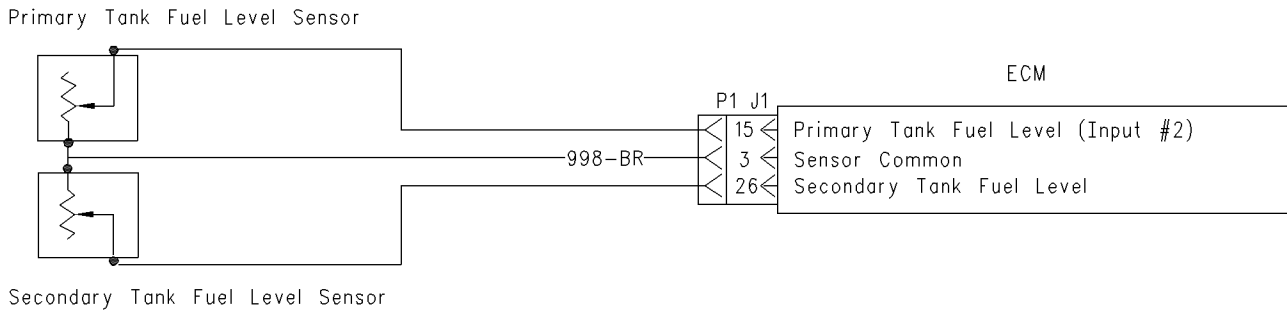 Primary Tank Fuel Level Sensor
ECM
P1 J1
15 Primary Tank Fuel Level (Input #2)
998-BR 3 Sensor Common
26 Secondary Tank Fuel Level
Secondary Tank Fuel Level Sensor